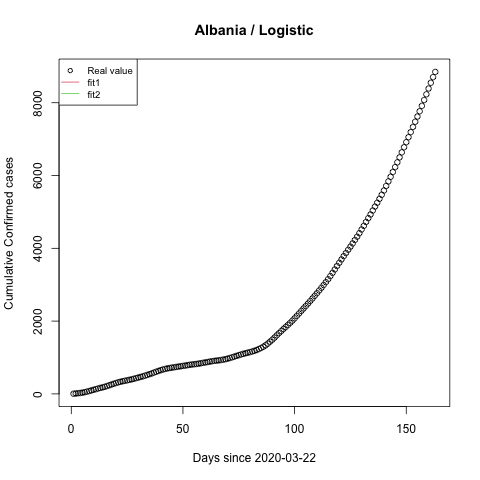 Albania / Logistic
Real value
fit1
fit2
Cumulative Confirmed cases
0
2000
4000
6000
8000
0
50
100
150
Days since 2020-03-22